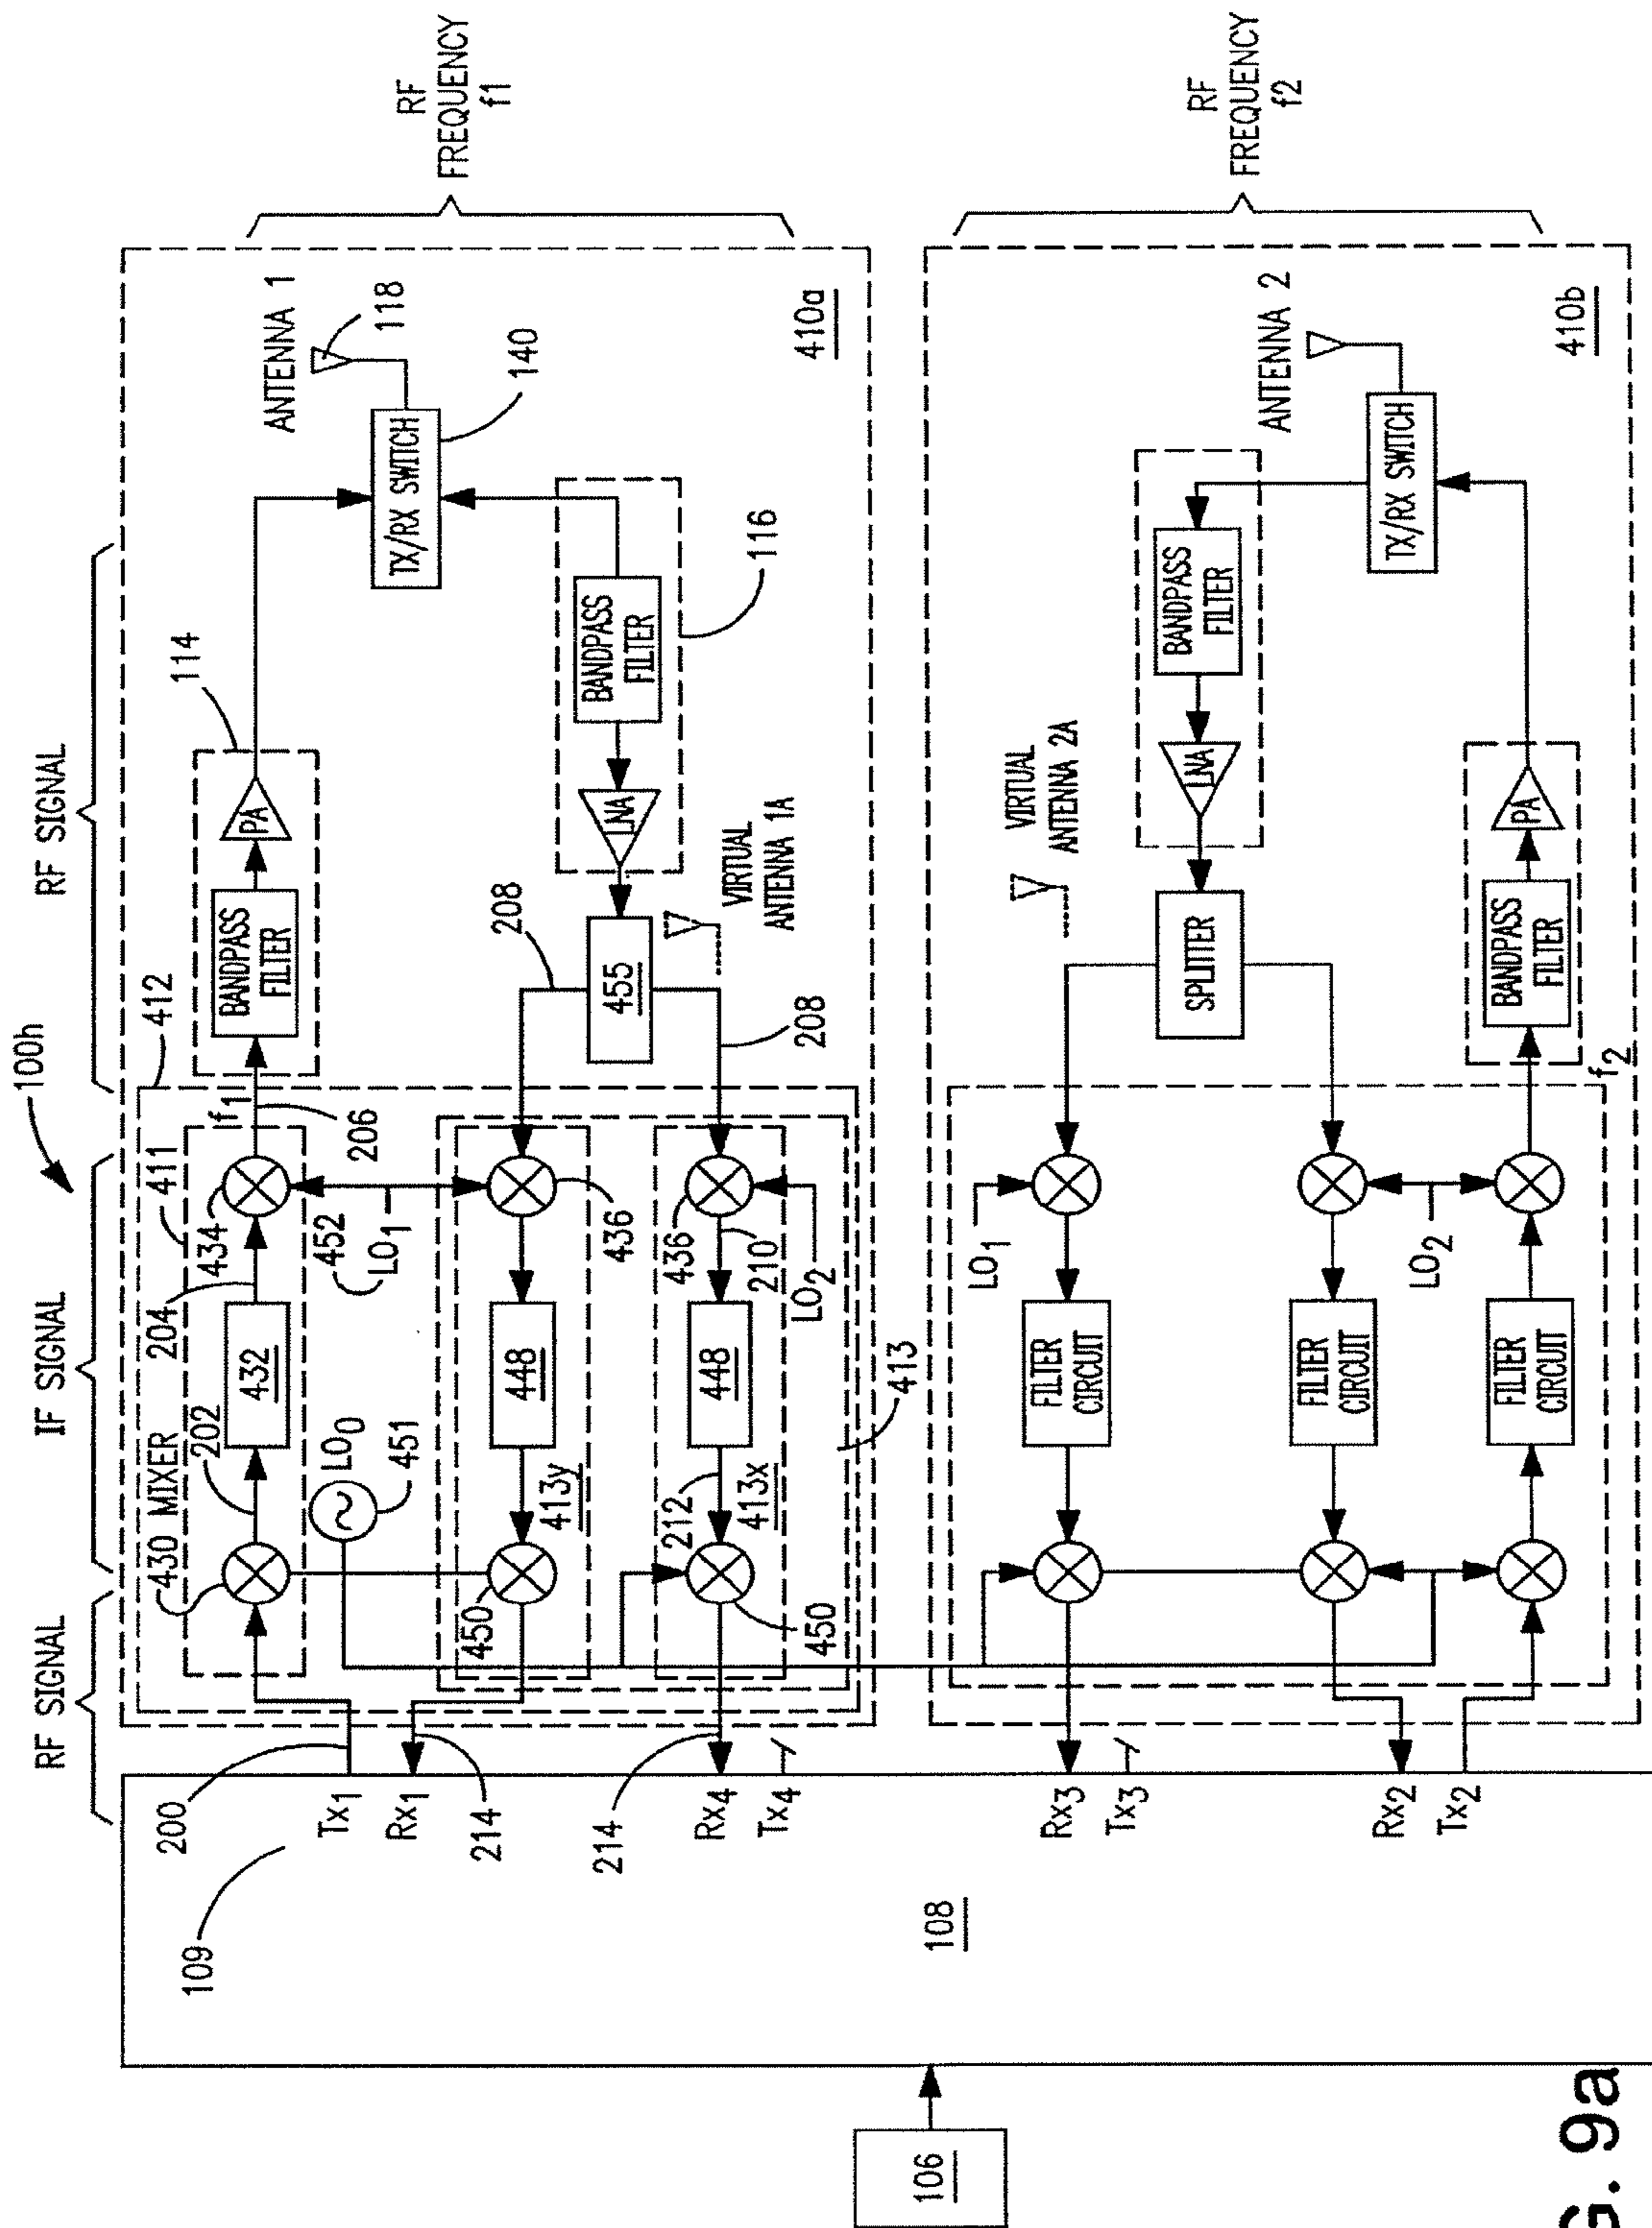 100h
RF SIGNAL
IF SIGNAL
RF SIGNAL
RF
FREQUENCY
f1
RF
FREQUENCY
f2
109
200
Tx1
Rx1
214
214
Rx4
Tx4
Rx3
Tx3
Rx2
Tx2
108
106
412
411
430 MIXER
202
432
204
434
f1
206
LO0
451
452
LO1
450
413y
448
436
208
450
212
413x
448
210
436
LO2
208
413
455
114
BANDPASS
FILTER
PA
ANTENNA 1
118
TX/RX SWITCH
140
BANDPASS
FILTER
LNA
116
VIRTUAL
ANTENNA 1A
410a
LO1
FILTER
CIRCUIT
FILTER
CIRCUIT
LO2
FILTER
CIRCUIT
f2
SPLITTER
VIRTUAL
ANTENNA 2A
LNA
BANDPASS
FILTER
BANDPASS
FILTER
PA
ANTENNA 2
TX/RX SWITCH
410b
G. 9a